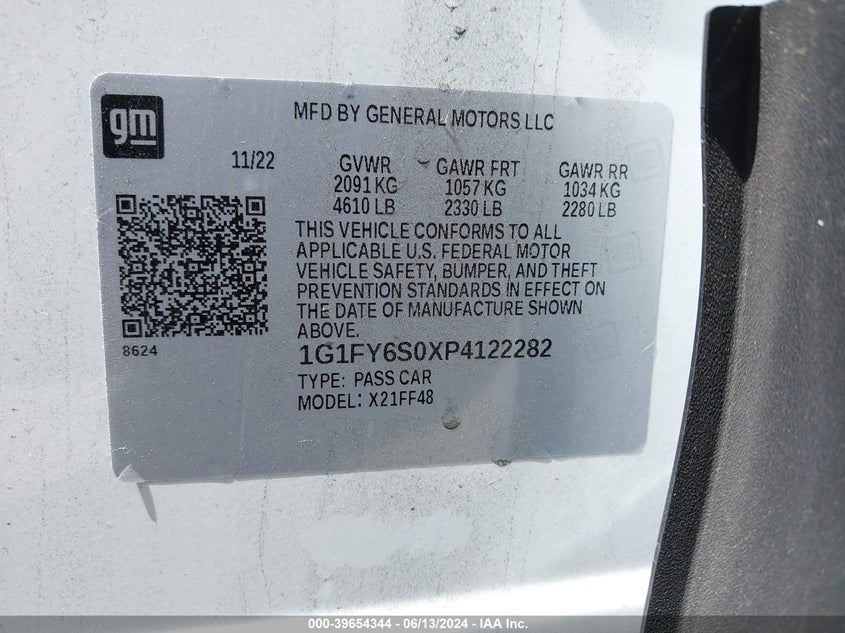 gm
MFD BY GENERAL MOTORS LLC
11/22 GVWR GAWR FRT GAWR RR
2091 KG 1057 KG 1034 KG
4610 LB 2330 LB 2280 LB
THIS VEHICLE CONFORMS TO ALL
APPLICABLE U.S. FEDERAL MOTOR
VEHICLE SAFETY, BUMPER, AND THEFT
PREVENTION STANDARDS IN EFFECT ON
THE DATE OF MANUFACTURE SHOWN
ABOVE.
8624
1G1FY6S0XP4122282
TYPE: PASS CAR
MODEL: X21FF48
000-39654344 / 06/13/2024 - IAA Inc.